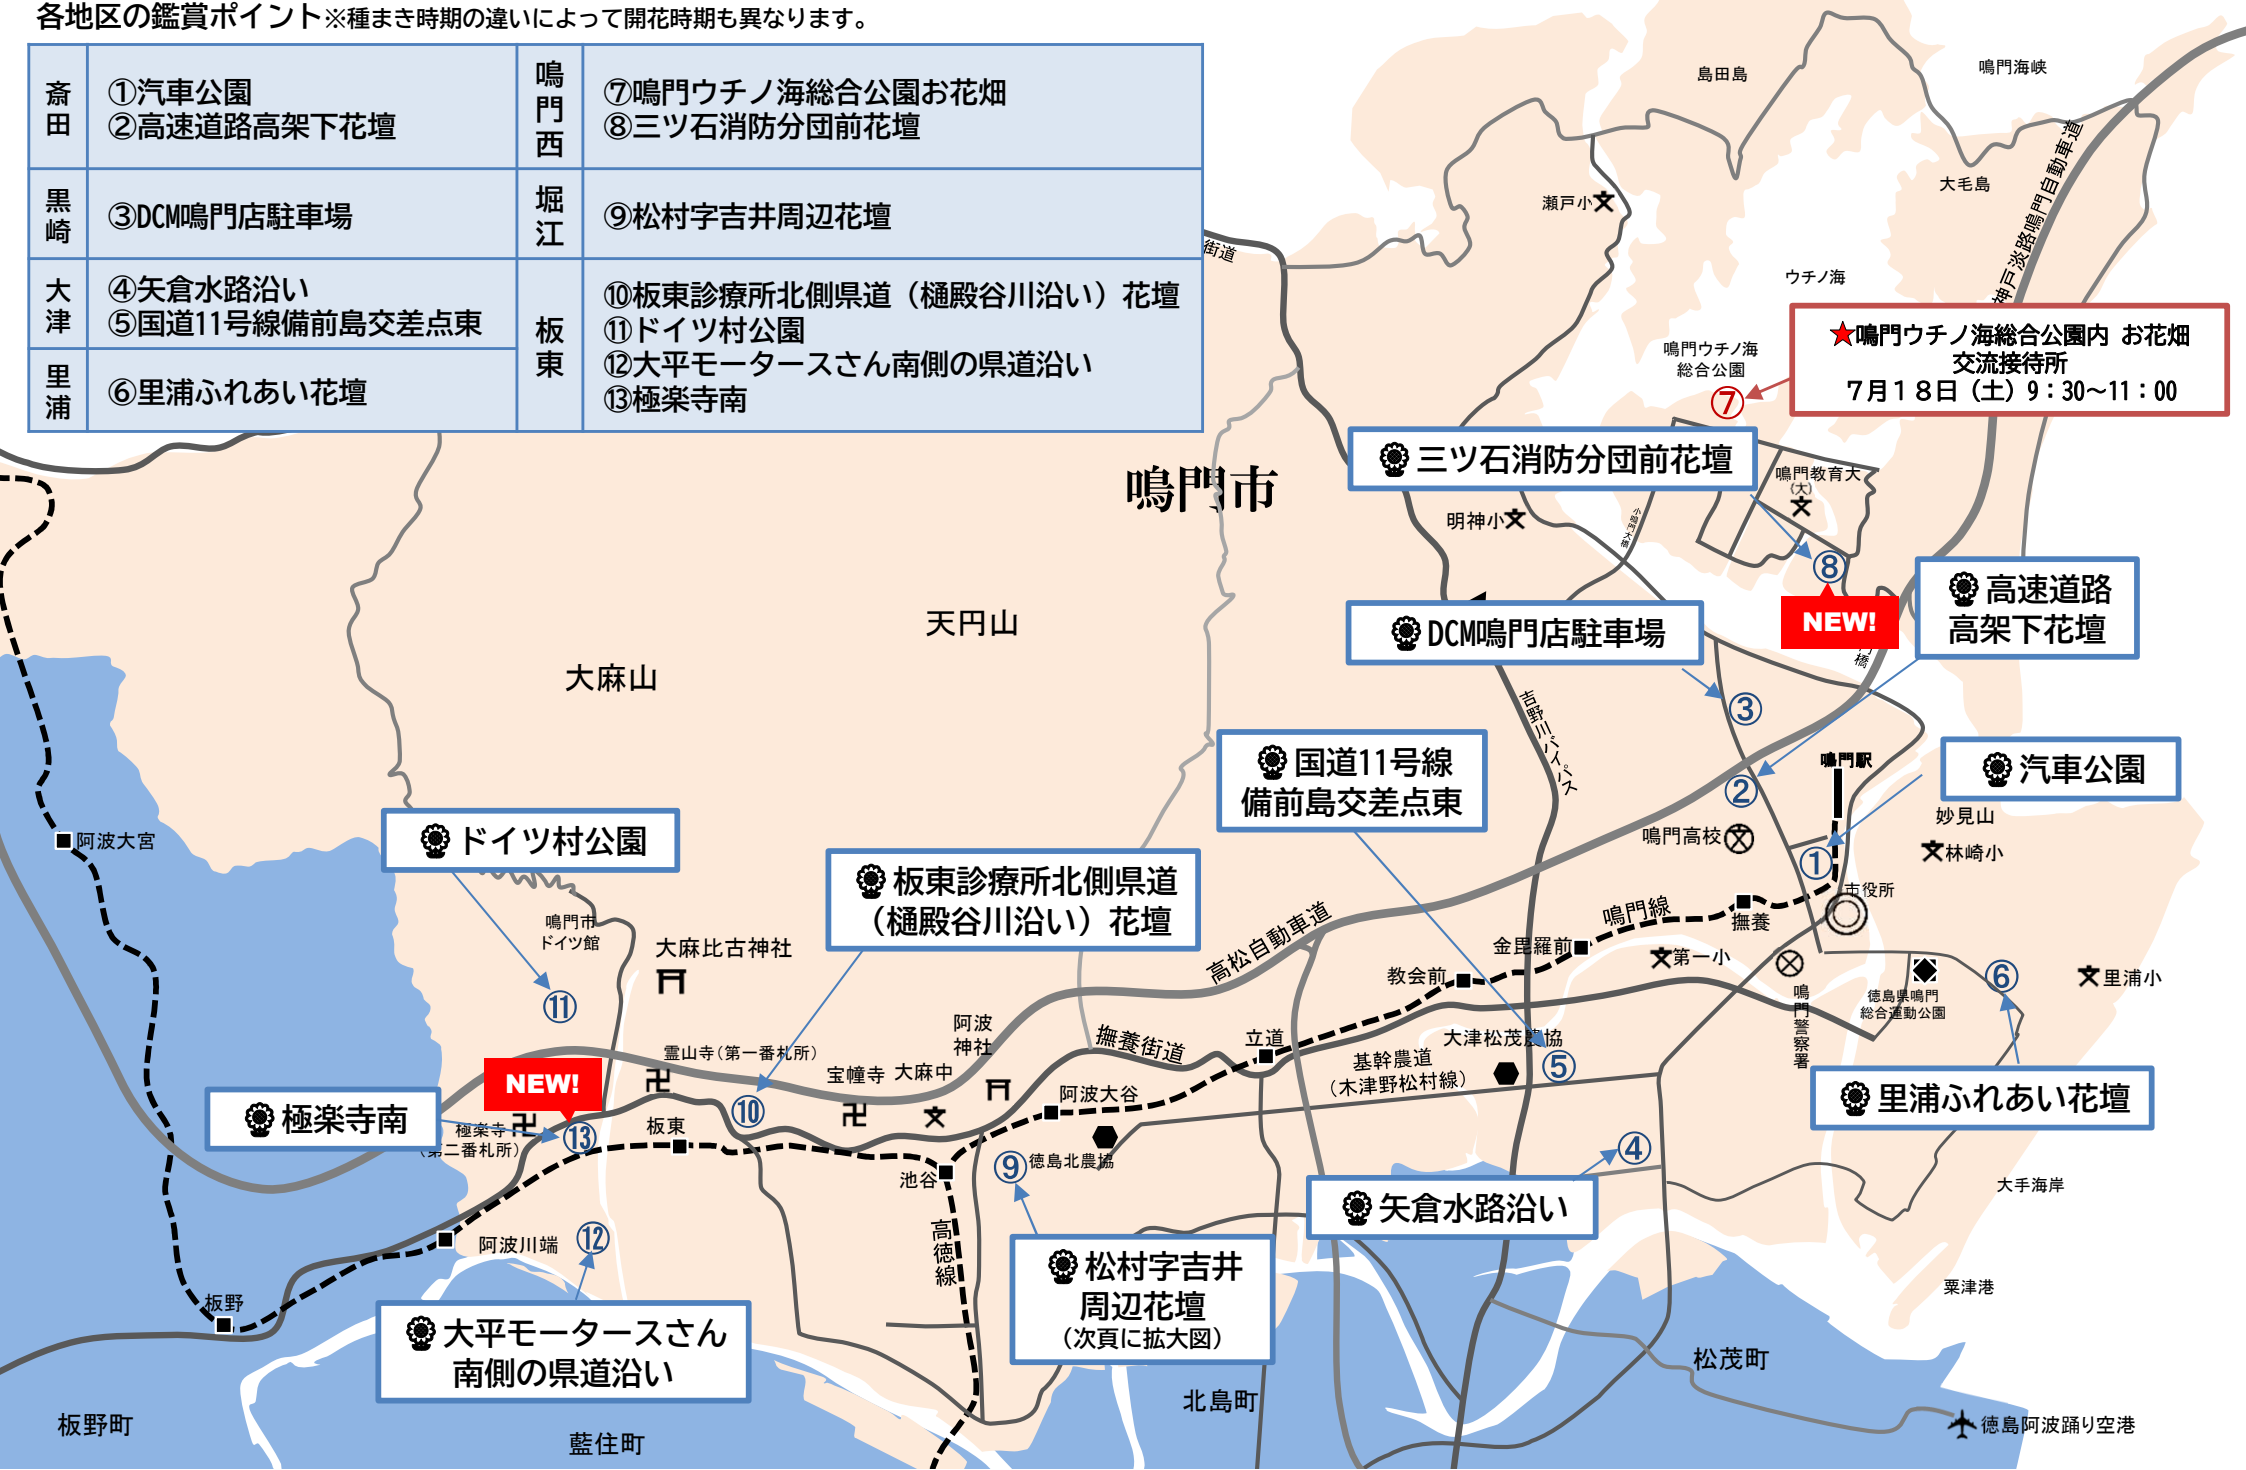 各地区の鑑賞ポイント※種まき時期の違いによって開花時期も異なります。
斎田
①汽車公園
②高速道路高架下花壇
鳴門西
⑦鳴門ウチノ海総合公園お花畑
⑧三ツ石消防分団前花壇
黒崎
③DCM鳴門店駐車場
堀江
⑨松村字吉井周辺花壇
大津
④矢倉水路沿い
⑤国道11号線備前島交差点東
里浦
⑥里浦ふれあい花壇
板東
⑩板東診療所北側県道（樋殿谷川沿い）花壇
⑪ドイツ村公園
⑫大平モータースさん南側の県道沿い
⑬極楽寺南
島田島
鳴門海峡
大毛島
神戸淡路鳴門自動車道
瀬戸小
街道
ウチノ海
鳴門ウチノ海
総合公園
⑦
★鳴門ウチノ海総合公園内 お花畑
交流接待所
７月１８日（土）9：30～11：00
三ツ石消防分団前花壇
鳴門教育大
(大)
鳴門市
明神小
小鳴門大橋
⑧
NEW!
門橋
高速道路
高架下花壇
天円山
大麻山
DCM鳴門店駐車場
吉野川バイパス
③
国道11号線
備前島交差点東
②
鳴門駅
汽車公園
妙見山
林崎小
鳴門高校
①
市役所
阿波大宮
ドイツ村公園
板東診療所北側県道
（樋殿谷川沿い）花壇
鳴門市
ドイツ館
大麻比古神社
⑪
高松自動車道
鳴門線
撫養
金毘羅前
教会前
第一小
鳴門警察署
徳島県鳴門
総合運動公園
⑥
里浦小
阿波
神社
撫養街道
立道
大津松茂農協
⑤
基幹農道
（木津野松村線）
霊山寺（第一番札所）
宝幢寺
大麻中
阿波大谷
NEW!
極楽寺南
極楽寺
（第二番札所）
⑬
板東
⑩
里浦ふれあい花壇
池谷
⑨
徳島北農協
④
矢倉水路沿い
大手海岸
高徳線
阿波川端
⑫
松村字吉井
周辺花壇
（次頁に拡大図）
粟津港
板野
大平モータースさん
南側の県道沿い
松茂町
北島町
板野町
藍住町
徳島阿波踊り空港